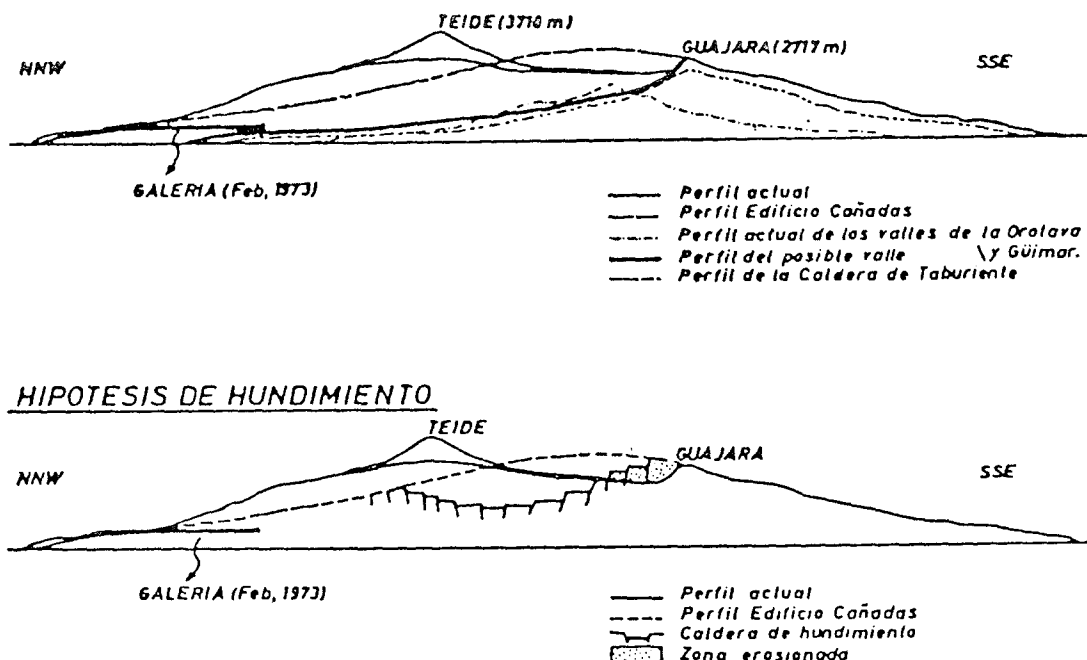 TEIDE (3710 m)
GUAJARA (2717 m)
NNW
SSE
GALERIA (Feb, 1973)
Perfil actual
Perfil Edificio Cañadas
Perfil actual de los valles de la Orotava
Perfil del posible valle \ y Güimar.
Perfil de la Caldera de Taburiente
HIPOTESIS DE HUNDIMIENTO
TEIDE
GUAJARA
NNW
SSE
GALERIA (Feb, 1973)
Perfil actual
Perfil Edificio Cañadas
Caldera de hundimiento
Zona erosionada